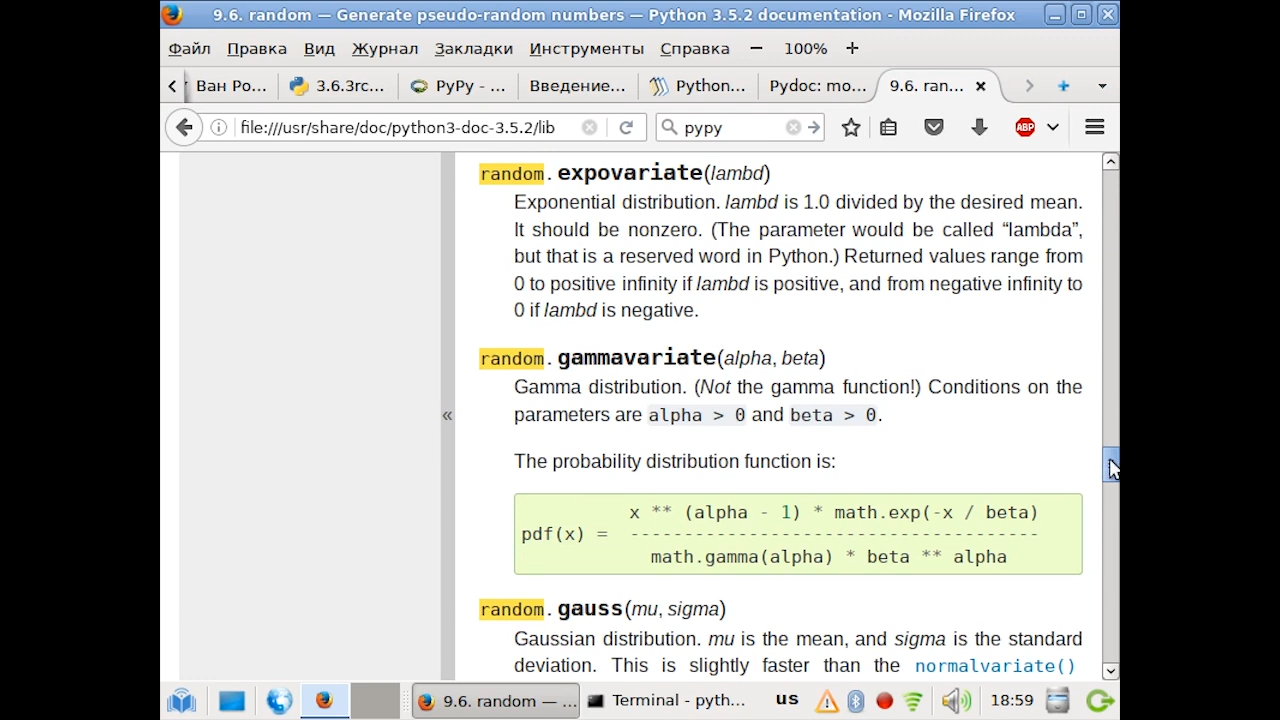 9.6. random — Generate pseudo-random numbers — Python 3.5.2 documentation - Mozilla Firefox
Файл Правка Вид Журнал Закладки Инструменты Справка − 100% +
Ван Ро... 3.6.3rc... PyPy - ... Введение... Python... Pydoc: mo... 9.6. ran...
file:///usr/share/doc/python3-doc-3.5.2/lib pypy ABP
random. expovariate(lambd)
Exponential distribution. lambd is 1.0 divided by the desired mean.
It should be nonzero. (The parameter would be called “lambda”,
but that is a reserved word in Python.) Returned values range from
0 to positive infinity if lambd is positive, and from negative infinity to
0 if lambd is negative.
random. gammavariate(alpha, beta)
Gamma distribution. (Not the gamma function!) Conditions on the
parameters are alpha > 0 and beta > 0.
«
The probability distribution function is:
x ** (alpha - 1) * math.exp(-x / beta)
pdf(x) = --------------------------------------
math.gamma(alpha) * beta ** alpha
random. gauss(mu, sigma)
Gaussian distribution. mu is the mean, and sigma is the standard
deviation. This is slightly faster than the normalvariate()
9.6. random — ... Terminal - pyth... us 18:59